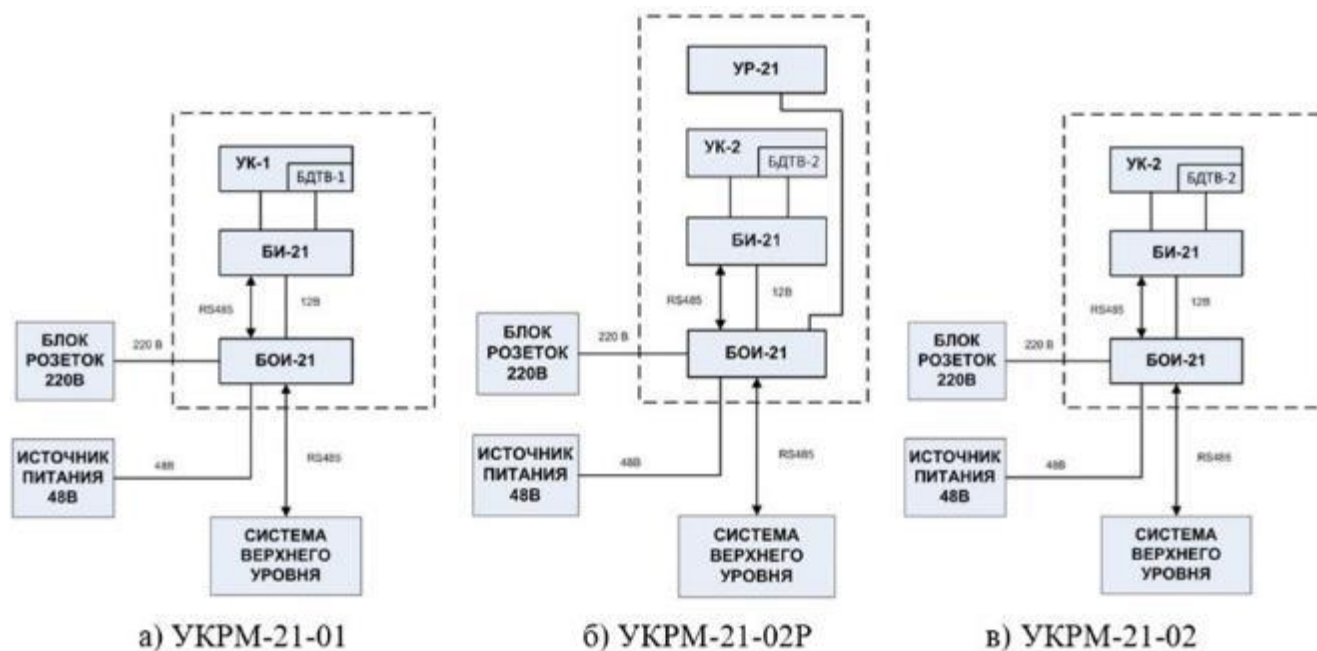 УК-1
БДТВ-1
БИ-21
RS485
12В
БЛОК
РОЗЕТОК
220В
220 В
БОИ-21
ИСТОЧНИК
ПИТАНИЯ
48В
48В
RS485
СИСТЕМА
ВЕРХНЕГО
УРОВНЯ
а) УКРМ-21-01
УР-21
УК-2
БДТВ-2
БИ-21
RS485
12В
БЛОК
РОЗЕТОК
220В
220 В
БОИ-21
ИСТОЧНИК
ПИТАНИЯ
48В
48В
RS485
СИСТЕМА
ВЕРХНЕГО
УРОВНЯ
б) УКРМ-21-02Р
УК-2
БДТВ-2
БИ-21
RS485
12В
БЛОК
РОЗЕТОК
220В
220 В
БОИ-21
ИСТОЧНИК
ПИТАНИЯ
48В
48В
RS485
СИСТЕМА
ВЕРХНЕГО
УРОВНЯ
в) УКРМ-21-02